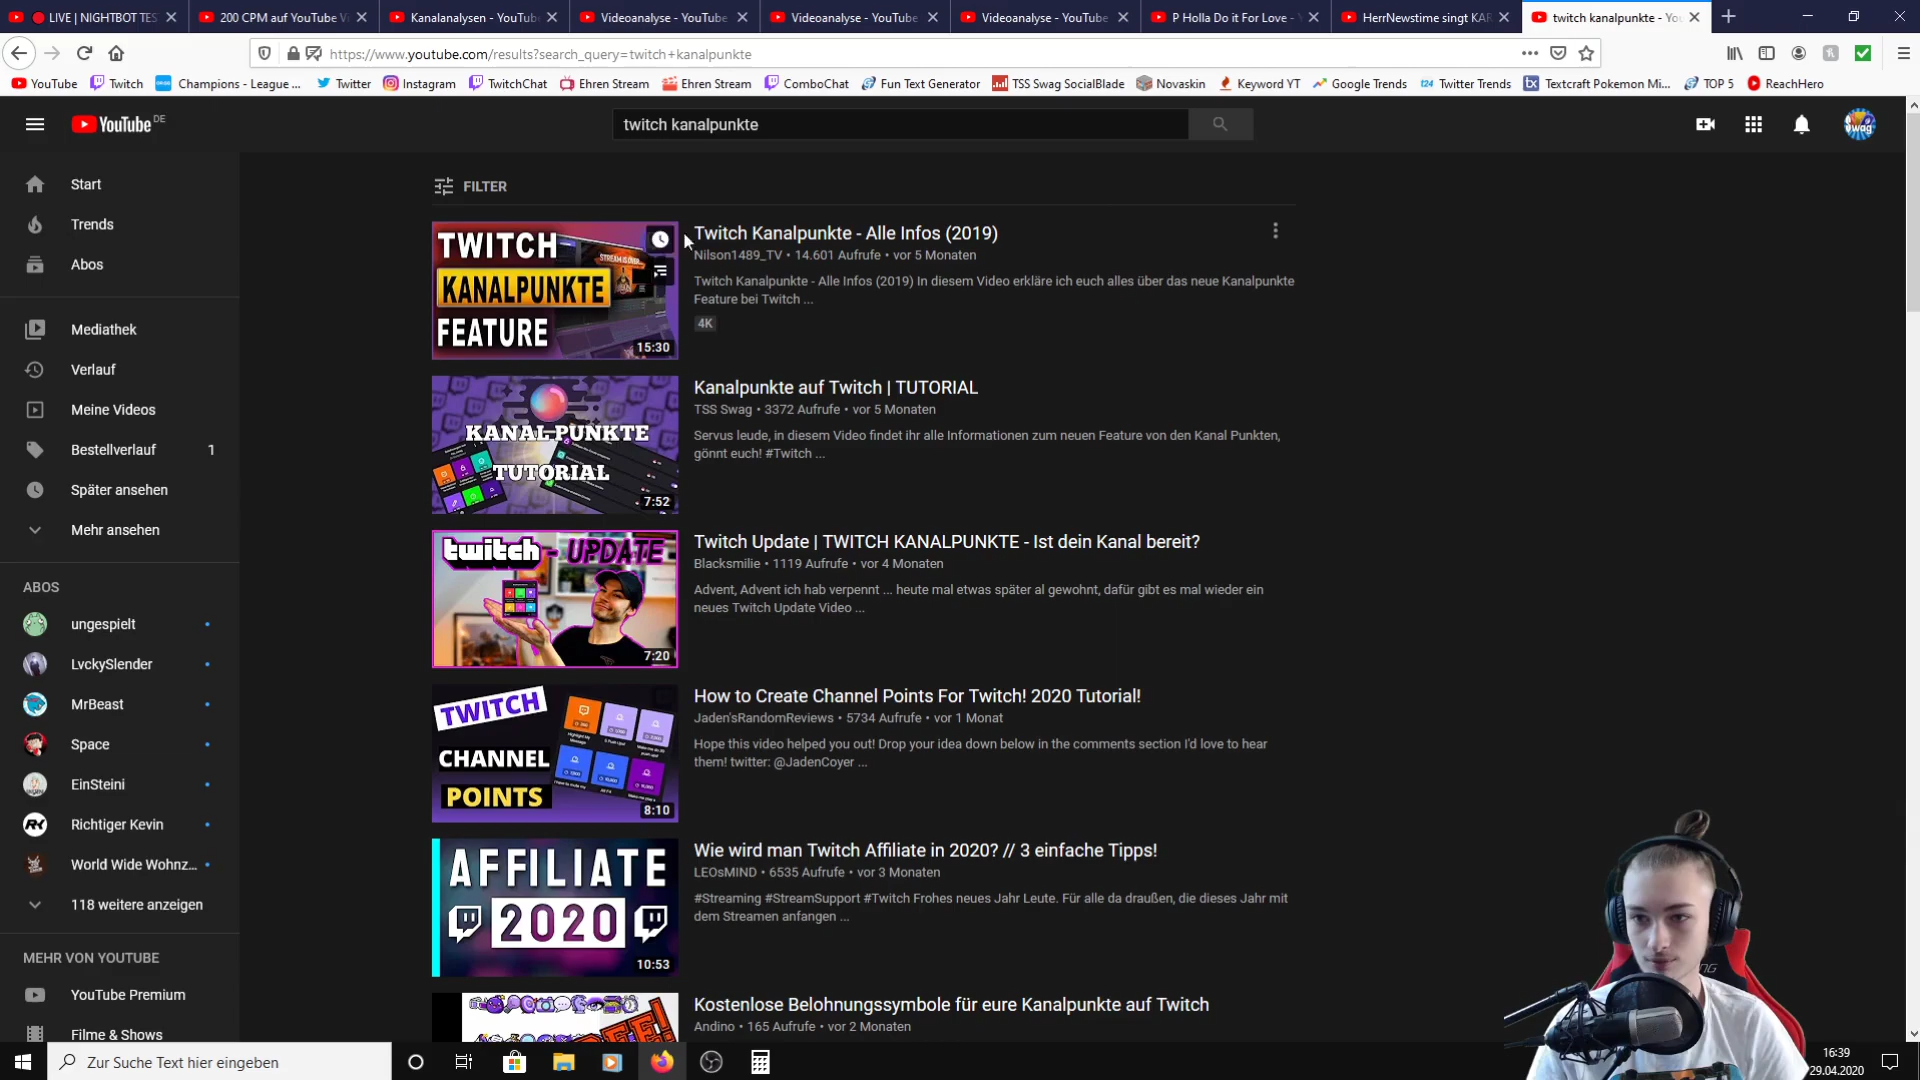 LIVE | NIGHTBOT TES
200 CPM auf YouTube V
Kanalanalysen - YouTub
Videoanalyse - YouTube
Videoanalyse - YouTube
Videoanalyse - YouTube
P Holla Do it For Love -
HerrNewstime singt KAR
twitch kanalpunkte - You
https://www.youtube.com/results?search_query=twitch+kanalpunkte
YouTube
Twitch
Champions - League ...
Twitter
Instagram
TwitchChat
Ehren Stream
Ehren Stream
ComboChat
Fun Text Generator
TSS Swag SocialBlade
Novaskin
Keyword YT
Google Trends
Twitter Trends
Textcraft Pokemon Mi...
TOP 5
ReachHero
YouTube DE
twitch kanalpunkte
Start
Trends
Abos
Mediathek
Verlauf
Meine Videos
Bestellverlauf 1
Später ansehen
Mehr ansehen
ABOS
ungespielt
LvckySlender
MrBeast
Space
EinSteini
Richtiger Kevin
World Wide Wohnz...
118 weitere anzeigen
MEHR VON YOUTUBE
YouTube Premium
Filme & Shows
FILTER
TWITCH
KANALPUNKTE
FEATURE
15:30
Twitch Kanalpunkte - Alle Infos (2019)
Nilson1489_TV • 14.601 Aufrufe • vor 5 Monaten
Twitch Kanalpunkte - Alle Infos (2019) In diesem Video erkläre ich euch alles über das neue Kanalpunkte
Feature bei Twitch ...
4K
KANAL PUNKTE
TUTORIAL
7:52
Kanalpunkte auf Twitch | TUTORIAL
TSS Swag • 3372 Aufrufe • vor 5 Monaten
Servus leude, in diesem Video findet ihr alle Informationen zum neuen Feature von den Kanal Punkten,
gönnt euch! #Twitch ...
twitch - UPDATE
7:20
Twitch Update | TWITCH KANALPUNKTE - Ist dein Kanal bereit?
Blacksmilie • 1119 Aufrufe • vor 4 Monaten
Advent, Advent ich hab verpennt ... heute mal etwas später al gewohnt, dafür gibt es mal wieder ein
neues Twitch Update Video ...
TWITCH
CHANNEL
POINTS
8:10
How to Create Channel Points For Twitch! 2020 Tutorial!
Jaden'sRandomReviews • 5734 Aufrufe • vor 1 Monat
Hope this video helped you out! Drop your idea down below in the comments section I'd love to hear
them! twitter: @JadenCoyer ...
AFFILIATE
2020
10:53
Wie wird man Twitch Affiliate in 2020? // 3 einfache Tipps!
LEOsMIND • 6535 Aufrufe • vor 3 Monaten
#Streaming #StreamSupport #Twitch Frohes neues Jahr Leute. Für alle da draußen, die dieses Jahr mit
dem Streamen anfangen ...
Kostenlose Belohnungssymbole für eure Kanalpunkte auf Twitch
Andino • 165 Aufrufe • vor 2 Monaten
Zur Suche Text hier eingeben
16:39
29.04.2020